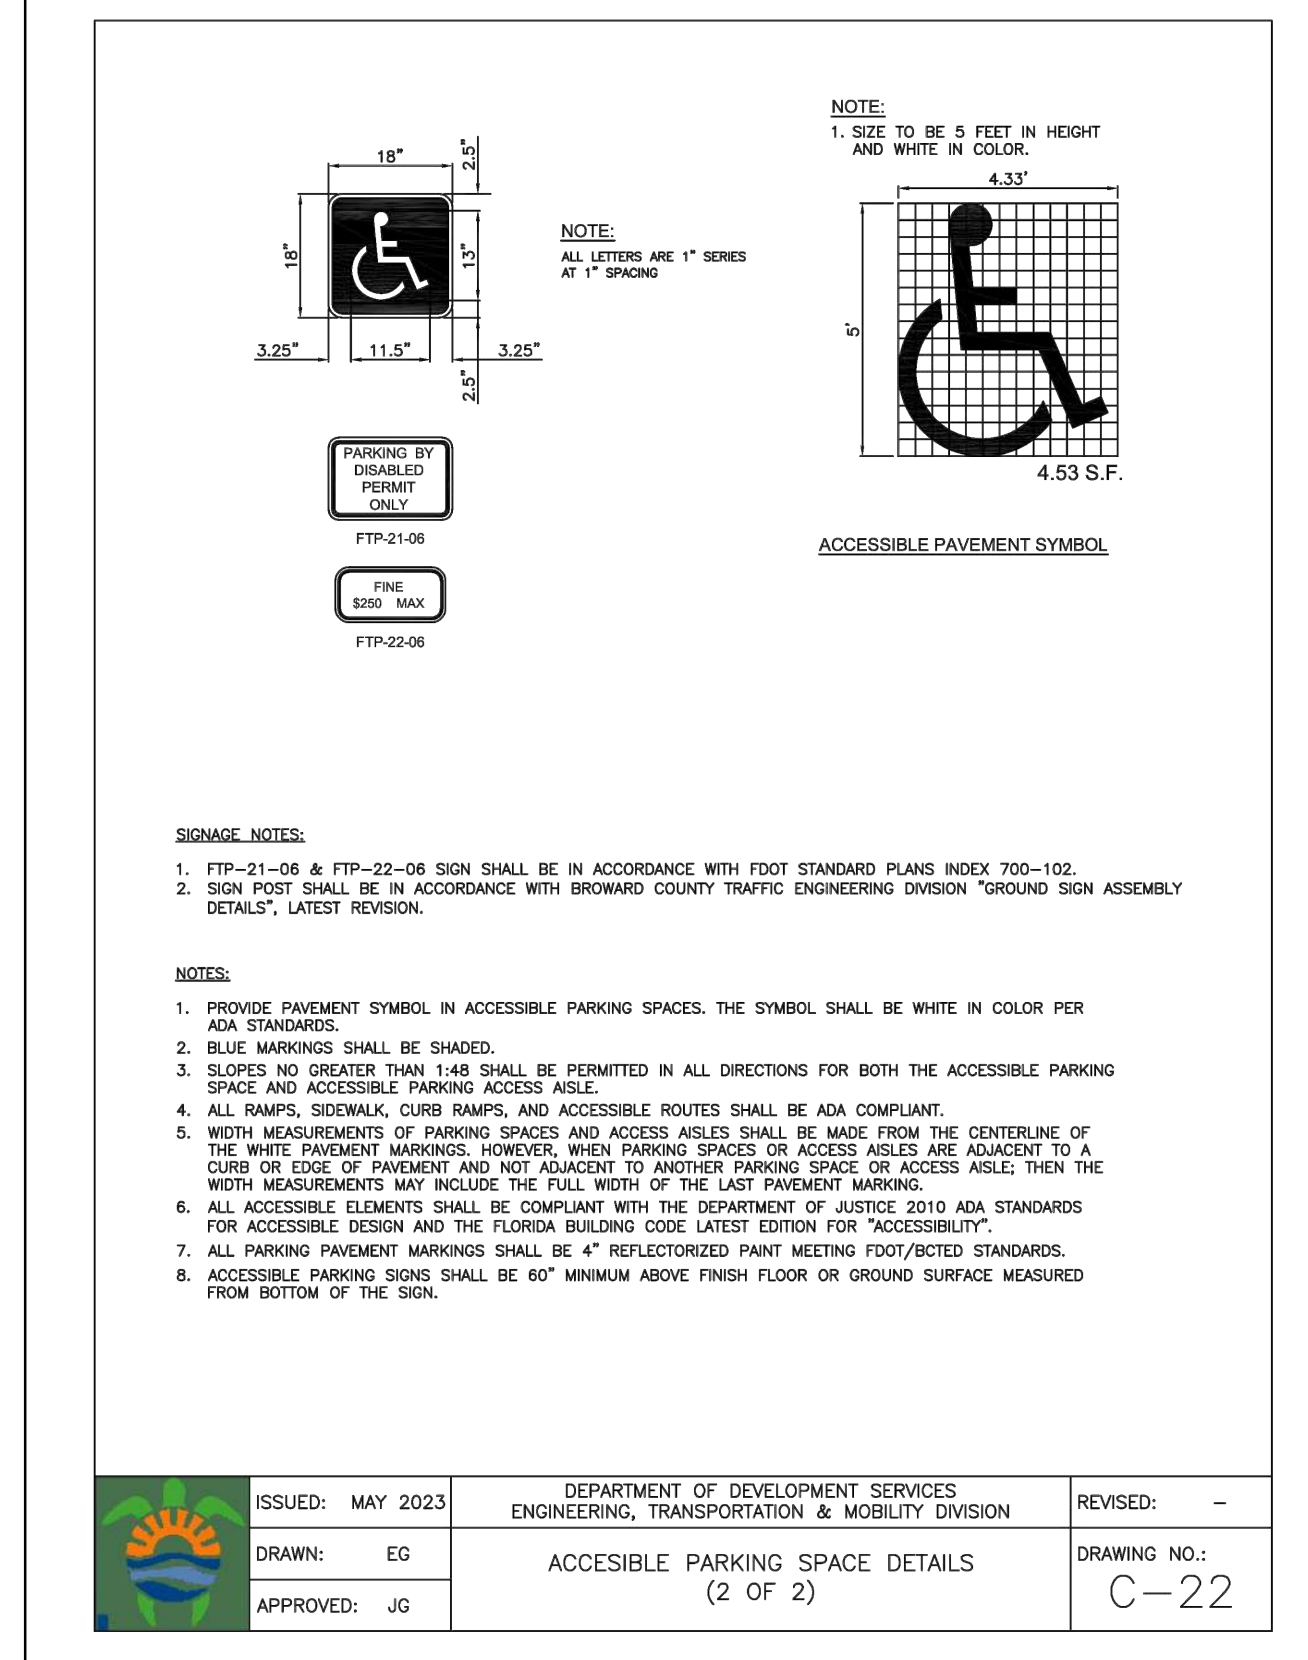 NOTE:
1. SIZE TO BE 5 FEET IN HEIGHT
AND WHITE IN COLOR.
4.33'
5'
4.53 S.F.
ACCESSIBLE PAVEMENT SYMBOL
18"
2.5"
18"
13"
3.25"
11.5"
3.25"
2.5"
NOTE:
ALL LETTERS ARE 1" SERIES
AT 1" SPACING
PARKING BY
DISABLED
PERMIT
ONLY
FTP-21-06
FINE
$250 MAX
FTP-22-06
SIGNAGE NOTES:
1. FTP-21-06 & FTP-22-06 SIGN SHALL BE IN ACCORDANCE WITH FDOT STANDARD PLANS INDEX 700-102.
2. SIGN POST SHALL BE IN ACCORDANCE WITH BROWARD COUNTY TRAFFIC ENGINEERING DIVISION "GROUND SIGN ASSEMBLY
DETAILS", LATEST REVISION.
NOTES:
1. PROVIDE PAVEMENT SYMBOL IN ACCESSIBLE PARKING SPACES. THE SYMBOL SHALL BE WHITE IN COLOR PER
ADA STANDARDS.
2. BLUE MARKINGS SHALL BE SHADED.
3. SLOPES NO GREATER THAN 1:48 SHALL BE PERMITTED IN ALL DIRECTIONS FOR BOTH THE ACCESSIBLE PARKING
SPACE AND ACCESSIBLE PARKING ACCESS AISLE.
4. ALL RAMPS, SIDEWALK, CURB RAMPS, AND ACCESSIBLE ROUTES SHALL BE ADA COMPLIANT.
5. WIDTH MEASUREMENTS OF PARKING SPACES AND ACCESS AISLES SHALL BE MADE FROM THE CENTERLINE OF
THE WHITE PAVEMENT MARKINGS. HOWEVER, WHEN PARKING SPACES OR ACCESS AISLES ARE ADJACENT TO A
CURB OR EDGE OF PAVEMENT AND NOT ADJACENT TO ANOTHER PARKING SPACE OR ACCESS AISLE; THEN THE
WIDTH MEASUREMENTS MAY INCLUDE THE FULL WIDTH OF THE LAST PAVEMENT MARKING.
6. ALL ACCESSIBLE ELEMENTS SHALL BE COMPLIANT WITH THE DEPARTMENT OF JUSTICE 2010 ADA STANDARDS
FOR ACCESSIBLE DESIGN AND THE FLORIDA BUILDING CODE LATEST EDITION FOR "ACCESSIBILITY".
7. ALL PARKING PAVEMENT MARKINGS SHALL BE 4" REFLECTORIZED PAINT MEETING FDOT/BCTED STANDARDS.
8. ACCESSIBLE PARKING SIGNS SHALL BE 60" MINIMUM ABOVE FINISH FLOOR OR GROUND SURFACE MEASURED
FROM BOTTOM OF THE SIGN.
ISSUED: MAY 2023
DRAWN: EG
APPROVED: JG
DEPARTMENT OF DEVELOPMENT SERVICES
ENGINEERING, TRANSPORTATION & MOBILITY DIVISION
ACCESIBLE PARKING SPACE DETAILS
(2 OF 2)
REVISED: -
DRAWING NO.:
C-22